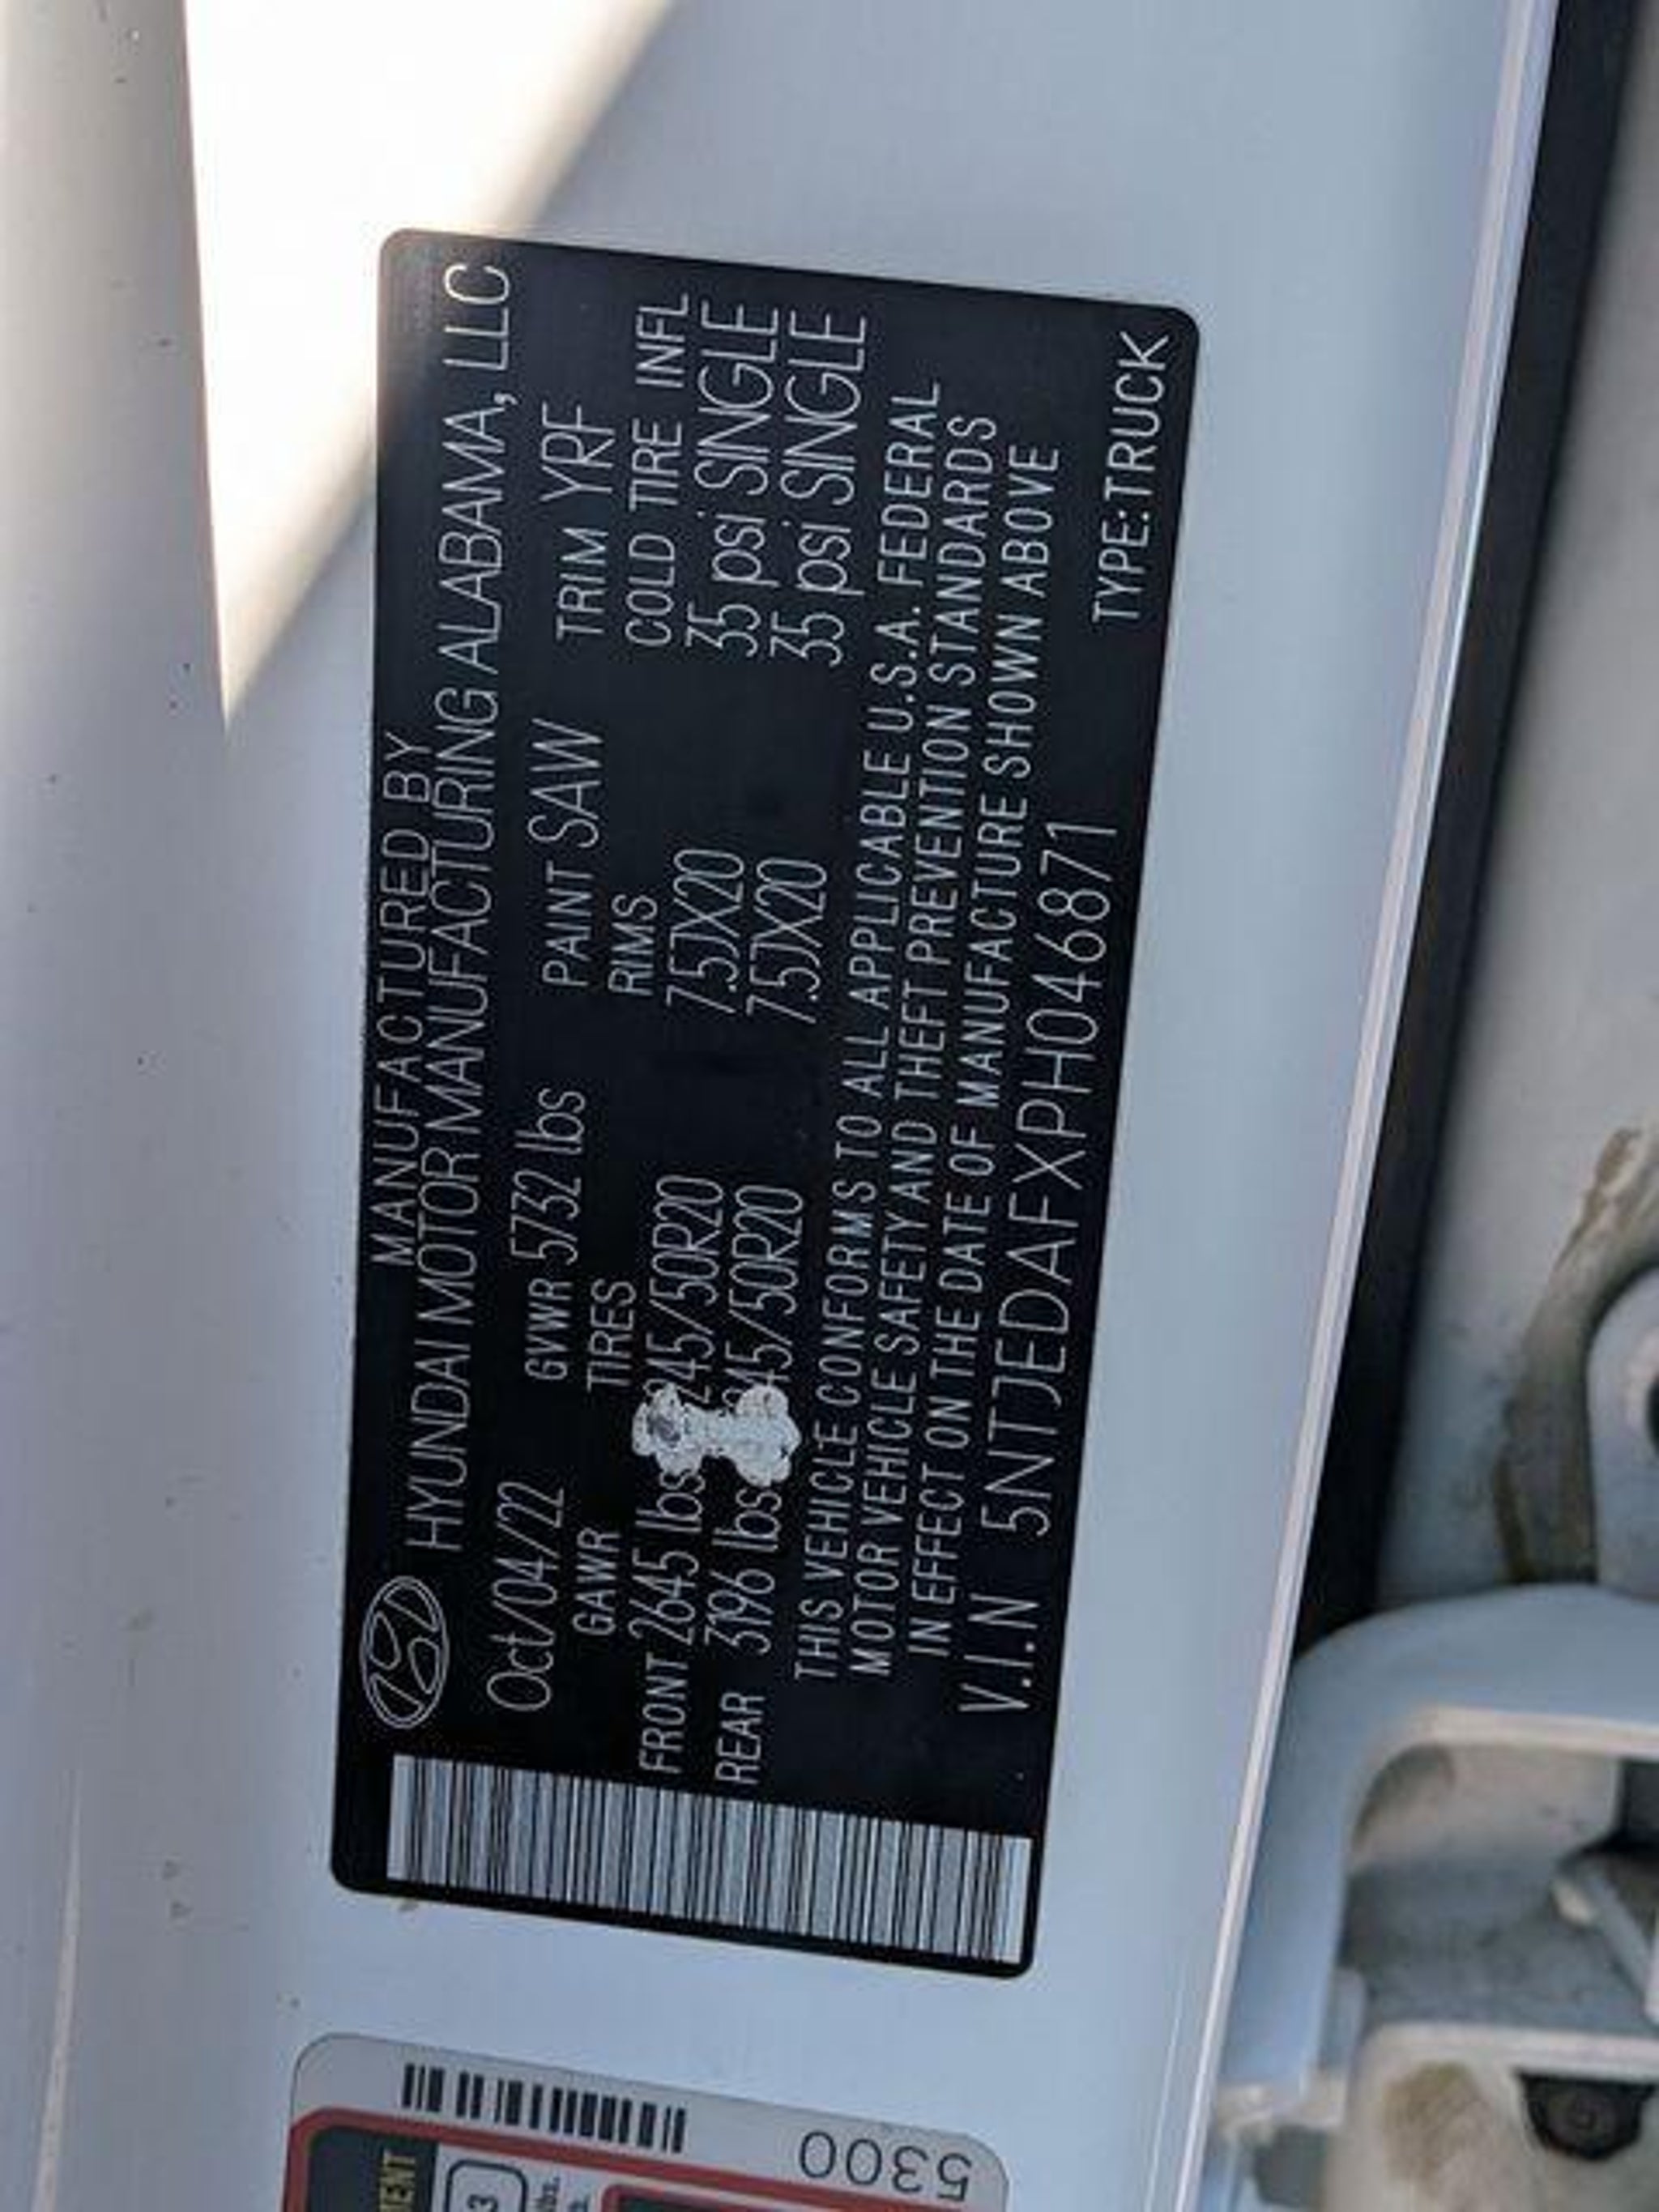 MANUFACTURED BY
HYUNDAI MOTOR MANUFACTURING ALABAMA, LLC
Oct/04/22 GVWR 5732 lbs PAINT SAW TRIM YRF
GAWR TIRES RIMS COLD TIRE INFL
FRONT 2645 lbs 245/50R20 7.5JX20 35 psi SINGLE
REAR 3196 lbs 245/50R20 7.5JX20 35 psi SINGLE
THIS VEHICLE CONFORMS TO ALL APPLICABLE U.S.A. FEDERAL
MOTOR VEHICLE SAFETY AND THEFT PREVENTION STANDARDS
IN EFFECT ON THE DATE OF MANUFACTURE SHOWN ABOVE
V.I.N 5NTJEDAFXPH046871 TYPE:TRUCK
5300